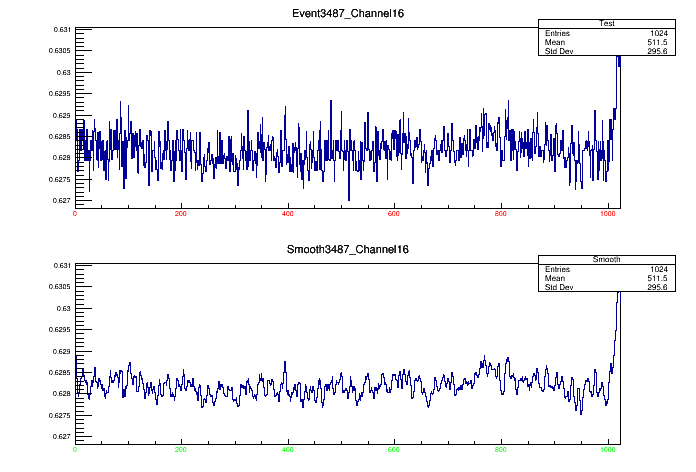 Event3487_Channel16
Test
Entries 1024
Mean 511.5
Std Dev 295.6
0.631
0.6305
0.63
0.6295
0.629
0.6285
0.628
0.6275
0.627
0 200 400 600 800 1000
Smooth3487_Channel16
Smooth
Entries 1024
Mean 511.5
Std Dev 295.6
0.631
0.6305
0.63
0.6295
0.629
0.6285
0.628
0.6275
0.627
0 200 400 600 800 1000